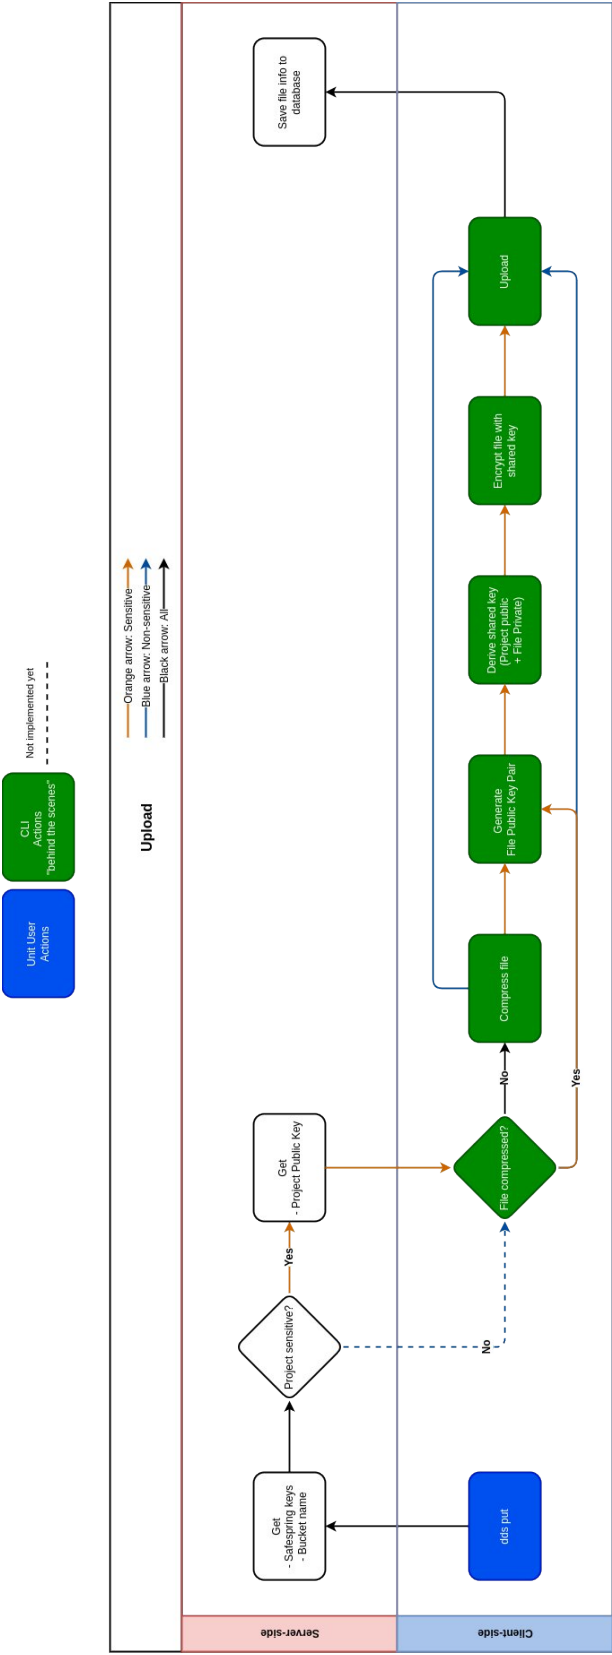 Unit User
Actions
CLI
Actions
"behind the scenes"
Not implemented yet
Upload
Orange arrow: Sensitive
Blue arrow: Non-sensitive
Black arrow: All
Server-side
Get
- Safespring keys
- Bucket name
Project sensitive?
Yes
Get
- Project Public Key
Save file info to
database
Client-side
dds put
No
File compressed?
No
Yes
Compress file
Generate
File Public Key Pair
Derive shared key
(Project public
+ File Private)
Encrypt file with
shared key
Upload